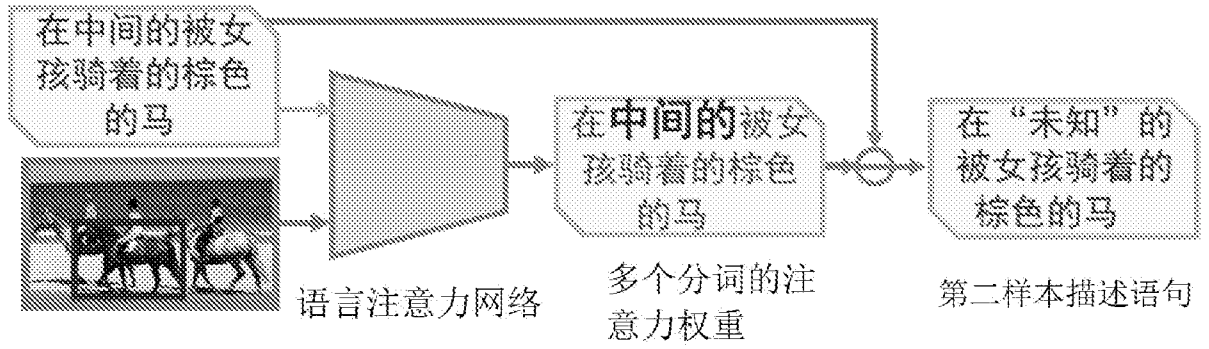 在中间的被女
孩骑着的棕色
的马
语言注意力网络
在中间的被女
孩骑着的棕色
的马
多个分词的注
意力权重
在“未知”的
被女孩骑着的
棕色的马
第二样本描述语句